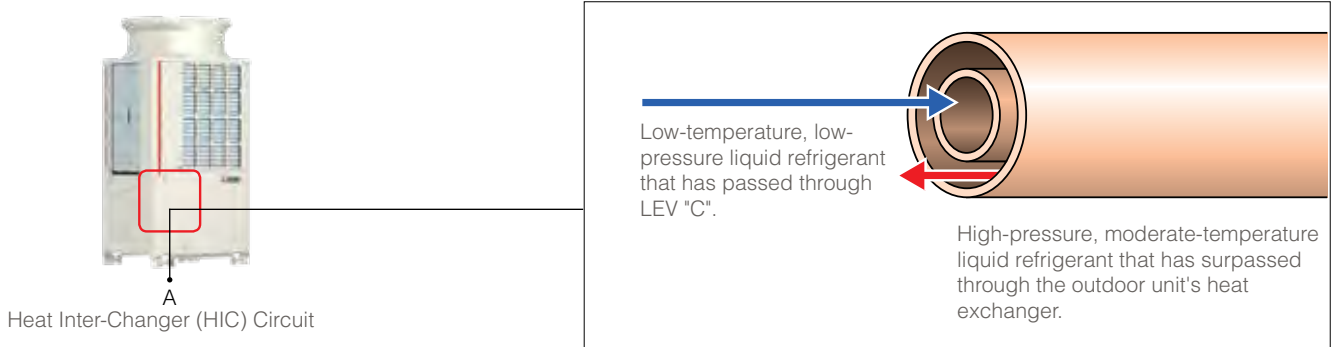 A
Heat Inter-Changer (HIC) Circuit
Low-temperature, low-
pressure liquid refrigerant
that has passed through
LEV "C".
High-pressure, moderate-temperature
liquid refrigerant that has surpassed
through the outdoor unit's heat
exchanger.